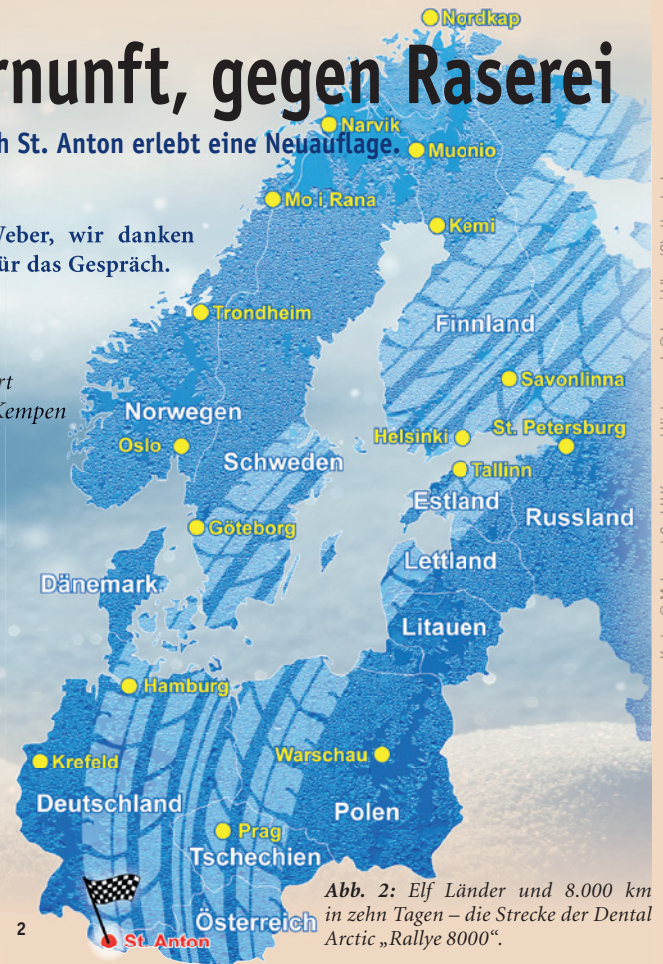 Nordkap
rnunft, gegen Raserei
Narvik
h St. Anton erlebt eine Neuauflage.
Muonio
Mo i Rana
Kemi
Weber, wir danken
für das Gespräch.
Trondheim
Finnland
Savonlinna
rt
Kempen
Norwegen
Helsinki
St. Petersburg
Oslo
Schweden
Tallinn
Estland
Russland
Göteborg
Lettland
Dänemark
Litauen
Hamburg
Krefeld
Warschau
Deutschland
Polen
Prag
Tschechien
Österreich
St. Anton
Abb. 2: Elf Länder und 8.000 km
in zehn Tagen – die Strecke der Dental
Arctic „Rallye 8000“.
2